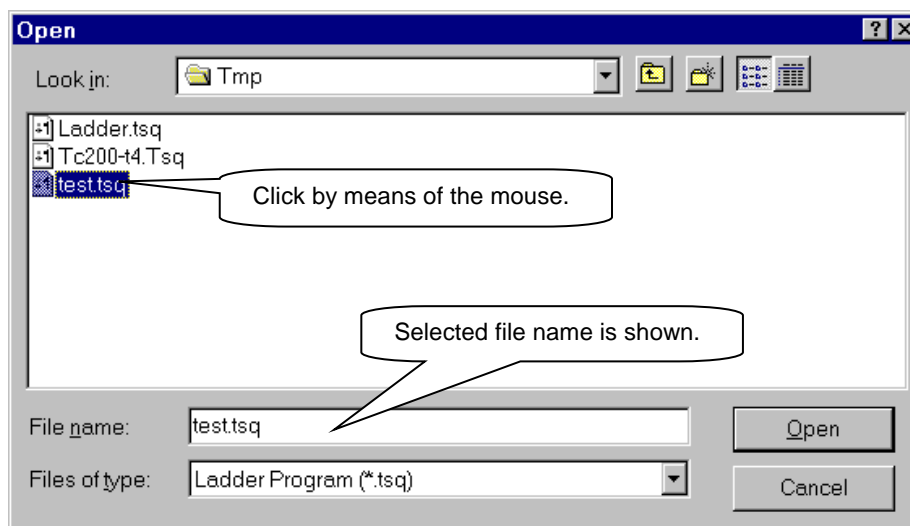 Open
Look in:
Tmp
Ladder.tsq
Tc200-t4.Tsq
test.tsq
Click by means of the mouse.
Selected file name is shown.
File name:
test.tsq
Open
Files of type:
Ladder Program (*.tsq)
Cancel